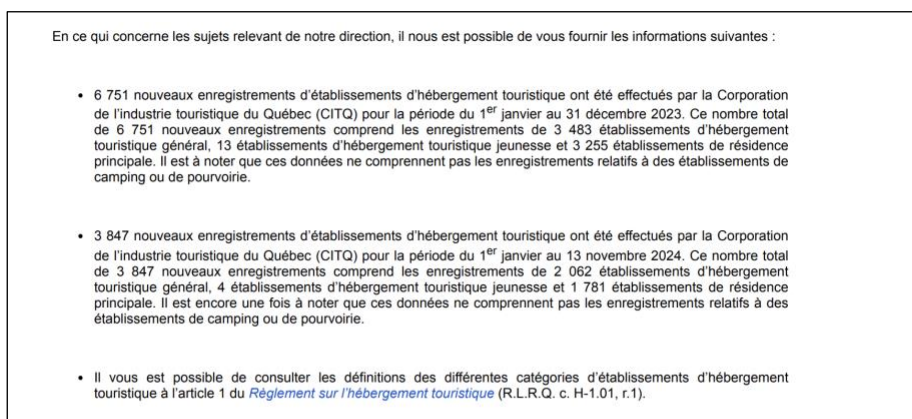 En ce qui concerne les sujets relevant de notre direction, il nous est possible de vous fournir les informations suivantes :
• 6 751 nouveaux enregistrements d'établissements d'hébergement touristique ont été effectués par la Corporation
de l'industrie touristique du Québec (CITQ) pour la période du 1er janvier au 31 décembre 2023. Ce nombre total
de 6 751 nouveaux enregistrements comprend les enregistrements de 3 483 établissements d'hébergement
touristique général, 13 établissements d'hébergement touristique jeunesse et 3 255 établissements de résidence
principale. Il est à noter que ces données ne comprennent pas les enregistrements relatifs à des établissements de
camping ou de pourvoirie.
• 3 847 nouveaux enregistrements d'établissements d'hébergement touristique ont été effectués par la Corporation
de l'industrie touristique du Québec (CITQ) pour la période du 1er janvier au 13 novembre 2024. Ce nombre total
de 3 847 nouveaux enregistrements comprend les enregistrements de 2 062 établissements d'hébergement
touristique général, 4 établissements d'hébergement touristique jeunesse et 1 781 établissements de résidence
principale. Il est encore une fois à noter que ces données ne comprennent pas les enregistrements relatifs à des
établissements de camping ou de pourvoirie.
• Il vous est possible de consulter les définitions des différentes catégories d'établissements d'hébergement
touristique à l'article 1 du Règlement sur l'hébergement touristique (R.L.R.Q. c. H-1.01, r.1).